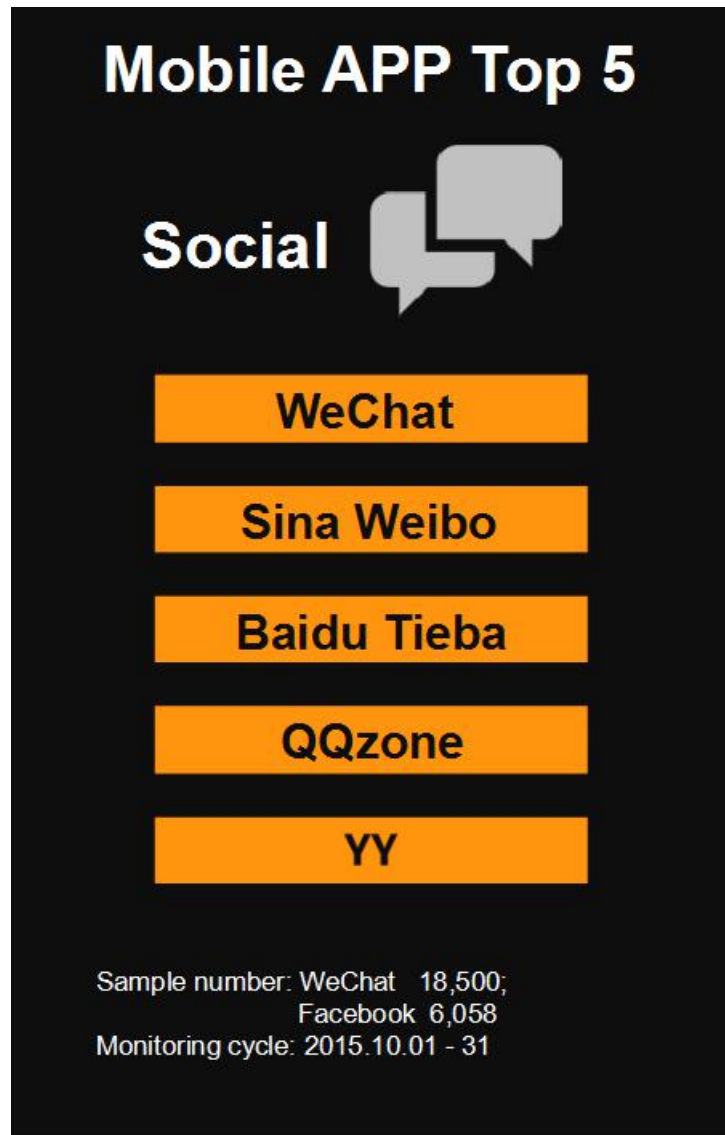 Mobile APP Top 5
Social
WeChat
Sina Weibo
Baidu Tieba
QQzone
YY
Sample number: WeChat 18,500;
Facebook 6,058
Monitoring cycle: 2015.10.01 - 31